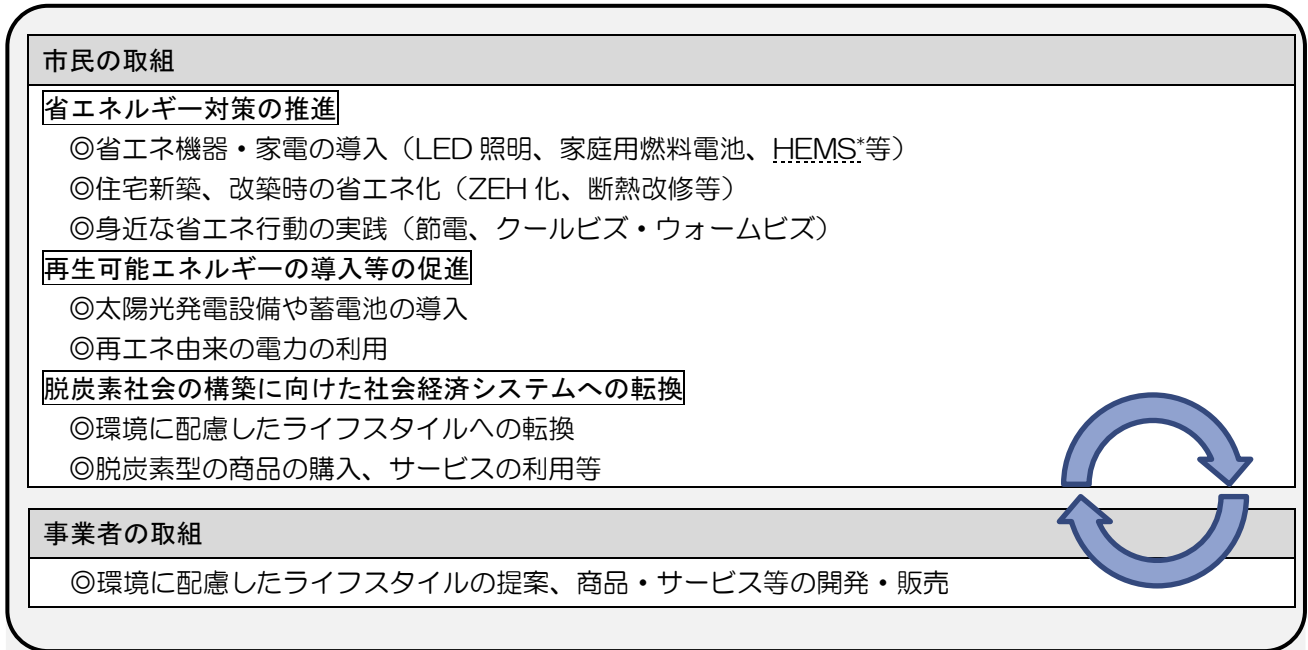 市民の取組
省エネルギー対策の推進
◎省エネ機器・家電の導入（LED 照明、家庭用燃料電池、HEMS*等）
◎住宅新築、改築時の省エネ化（ZEH 化、断熱改修等）
◎身近な省エネ行動の実践（節電、クールビズ・ウォームビズ）
再生可能エネルギーの導入等の促進
◎太陽光発電設備や蓄電池の導入
◎再エネ由来の電力の利用
脱炭素社会の構築に向けた社会経済システムへの転換
◎環境に配慮したライフスタイルへの転換
◎脱炭素型の商品の購入、サービスの利用等
事業者の取組
◎環境に配慮したライフスタイルの提案、商品・サービス等の開発・販売